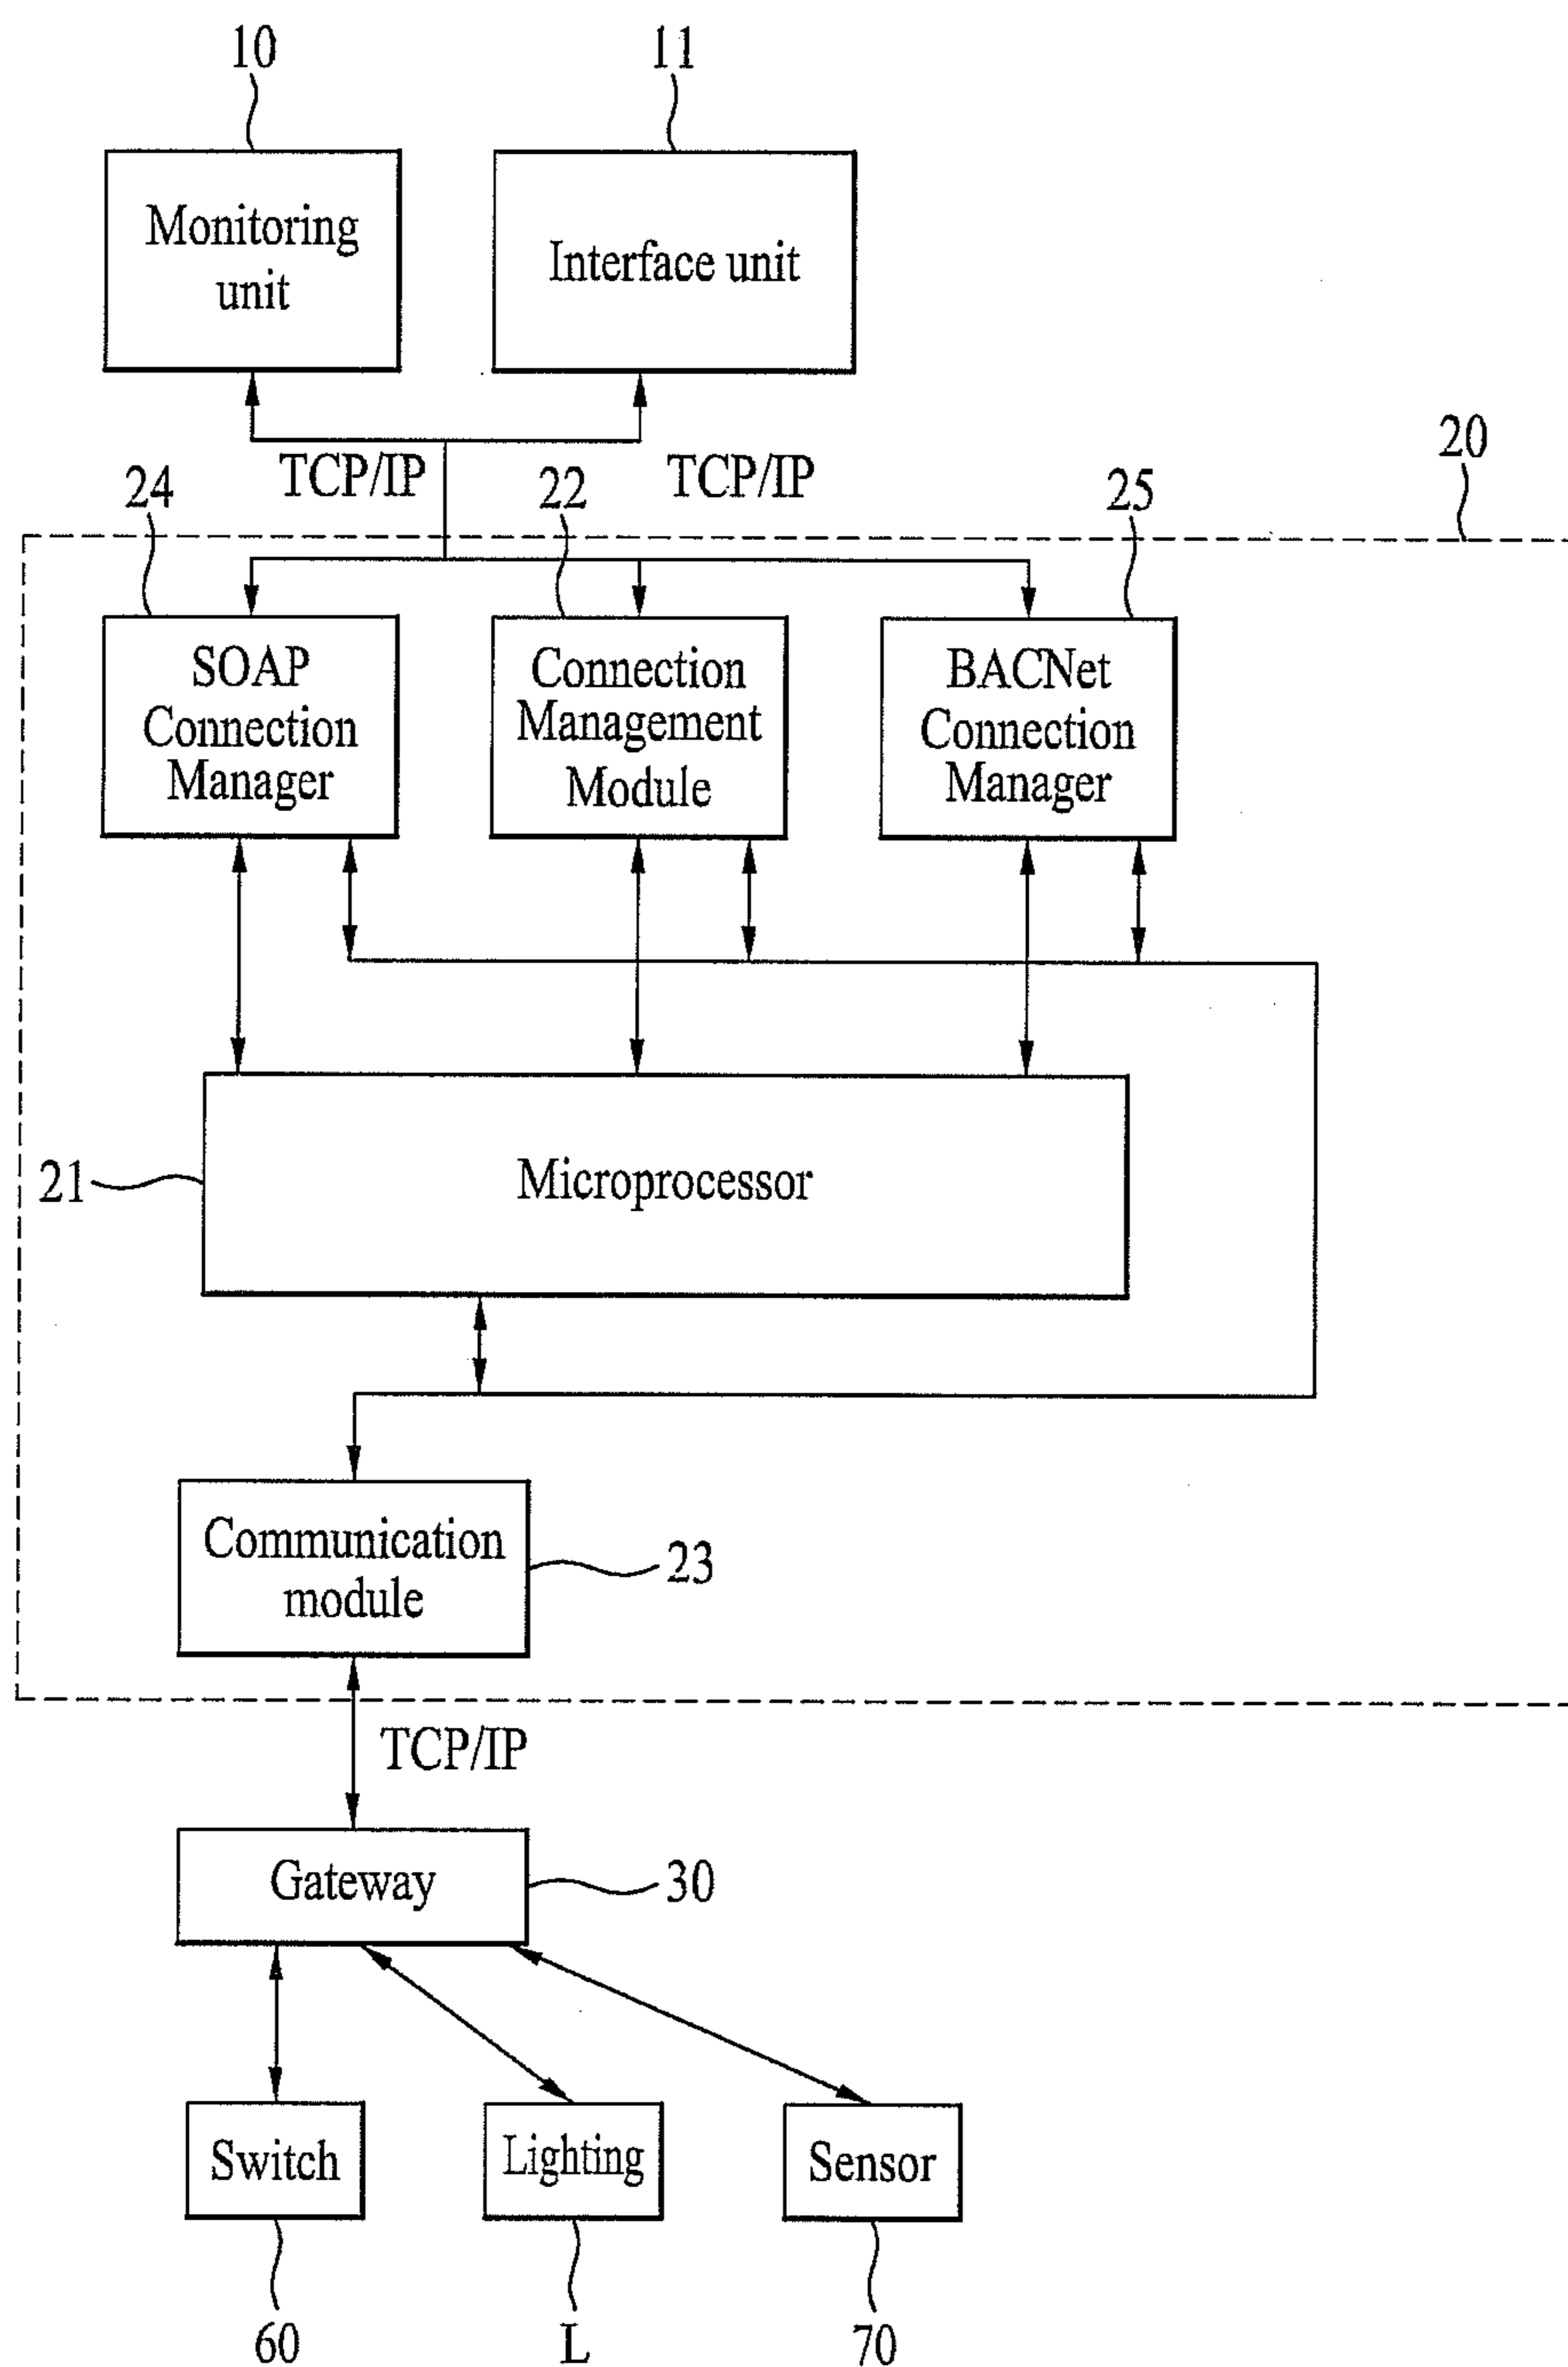 10
11
Monitoring
unit
Interface unit
20
TCP/IP
TCP/IP
24
22
25
SOAP
Connection
Manager
Connection
Management
Module
BACNet
Connection
Manager
21
Microprocessor
Communication
module
23
TCP/IP
Gateway
30
Switch
Lighting
Sensor
60
L
70